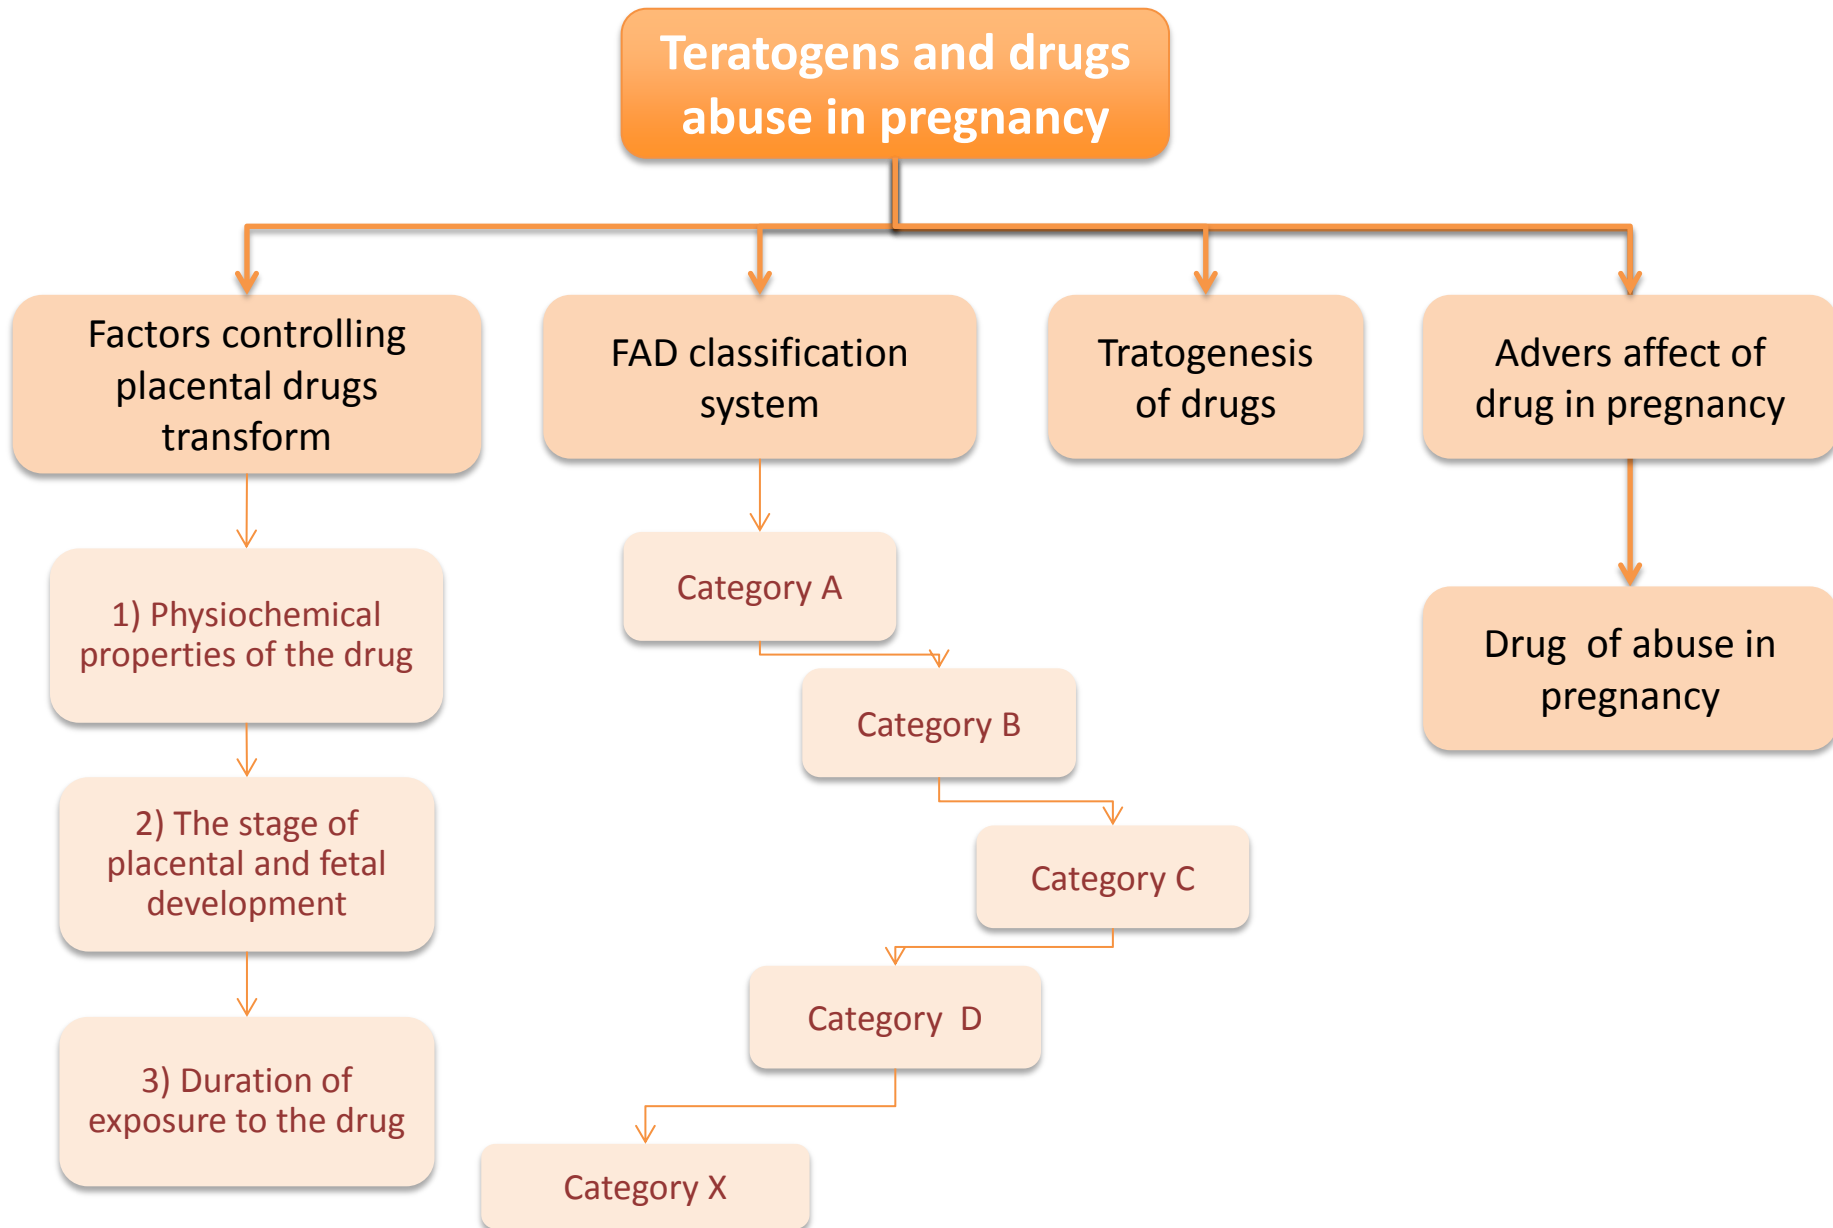 Teratogens and drugs
abuse in pregnancy
Factors controlling
placental drugs
transform
FAD classification
system
Tratogenesis
of drugs
Advers affect of
drug in pregnancy
1) Physiochemical
properties of the drug
2) The stage of
placental and fetal
development
3) Duration of
exposure to the drug
Category A
Category B
Category C
Category D
Category X
Drug of abuse in
pregnancy